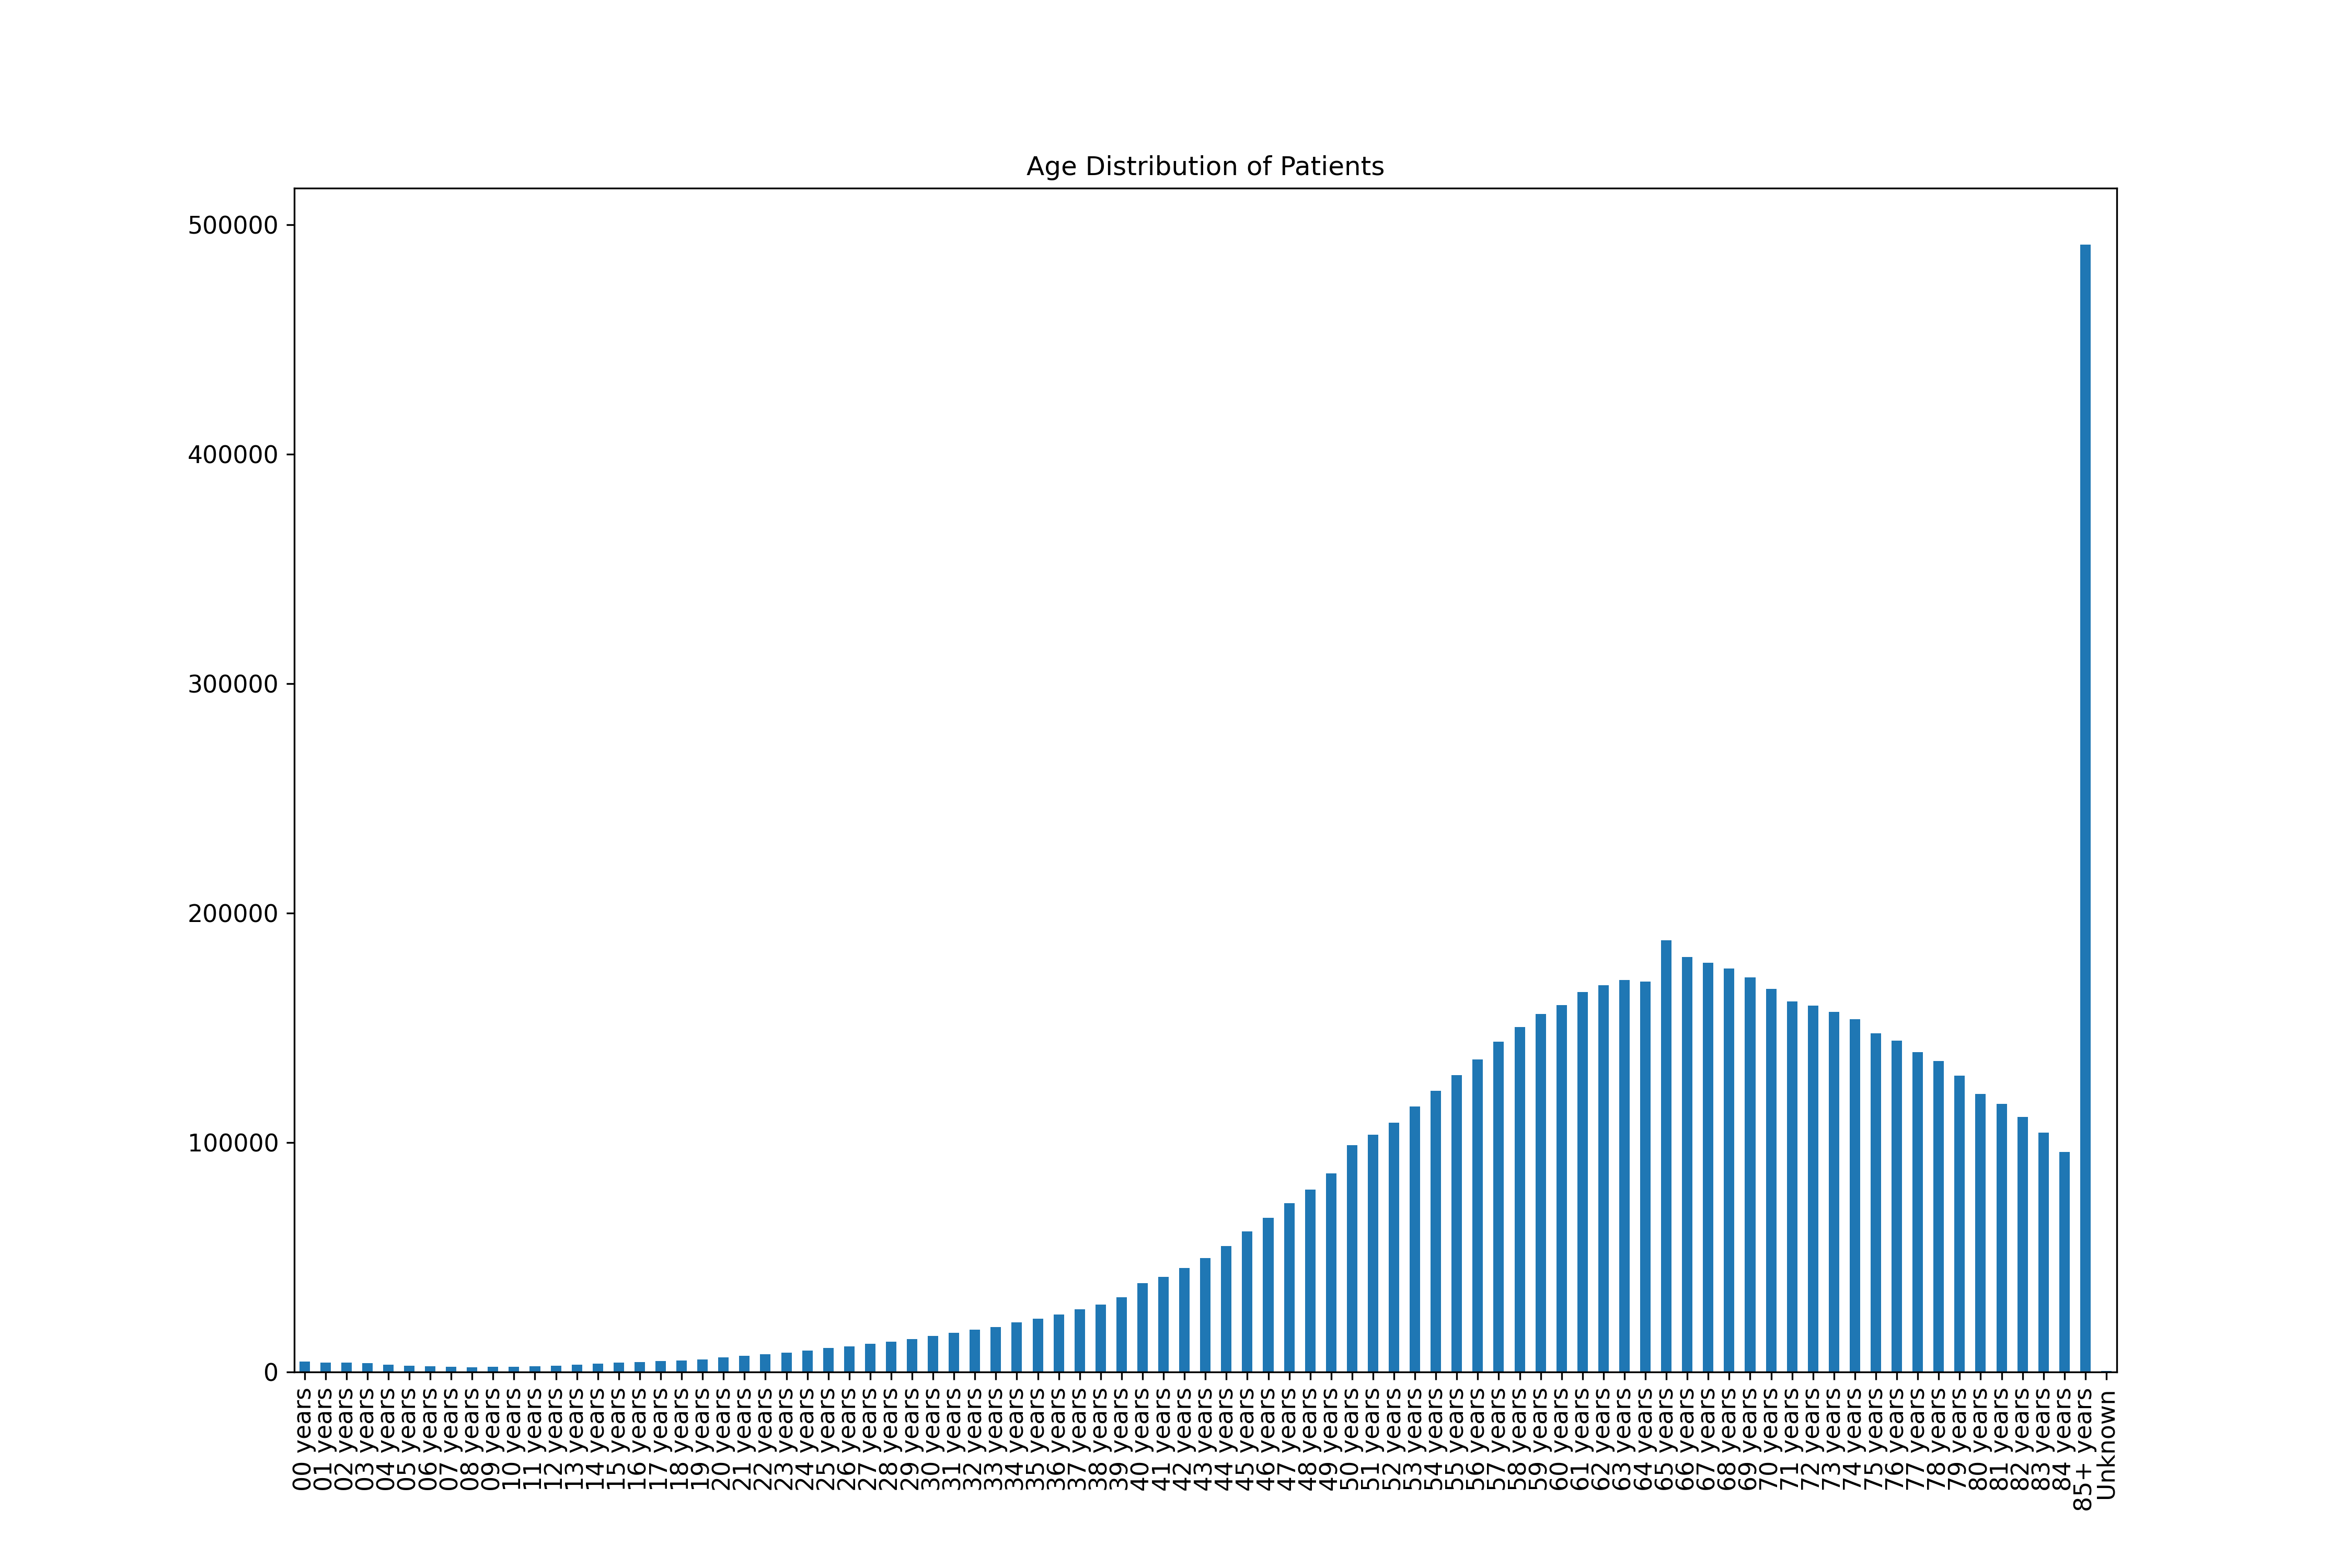 Age Distribution of Patients
500000
400000
300000
200000
100000
0
00 years
01 years
02 years
03 years
04 years
05 years
06 years
07 years
08 years
09 years
10 years
11 years
12 years
13 years
14 years
15 years
16 years
17 years
18 years
19 years
20 years
21 years
22 years
23 years
24 years
25 years
26 years
27 years
28 years
29 years
30 years
31 years
32 years
33 years
34 years
35 years
36 years
37 years
38 years
39 years
40 years
41 years
42 years
43 years
44 years
45 years
46 years
47 years
48 years
49 years
50 years
51 years
52 years
53 years
54 years
55 years
56 years
57 years
58 years
59 years
60 years
61 years
62 years
63 years
64 years
65 years
66 years
67 years
68 years
69 years
70 years
71 years
72 years
73 years
74 years
75 years
76 years
77 years
78 years
79 years
80 years
81 years
82 years
83 years
84 years
85+ years
Unknown